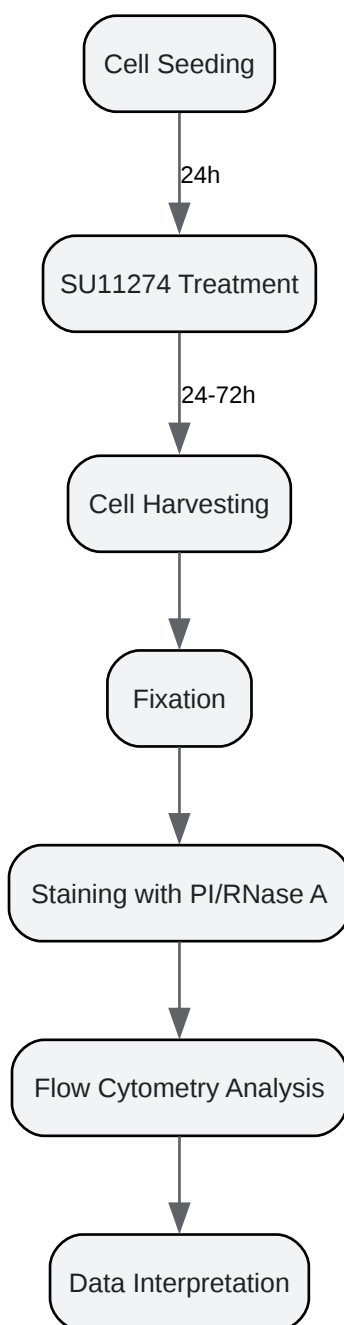 Cell Seeding
24h
SU11274 Treatment
24-72h
Cell Harvesting
Fixation
Staining with PI/RNase A
Flow Cytometry Analysis
Data Interpretation